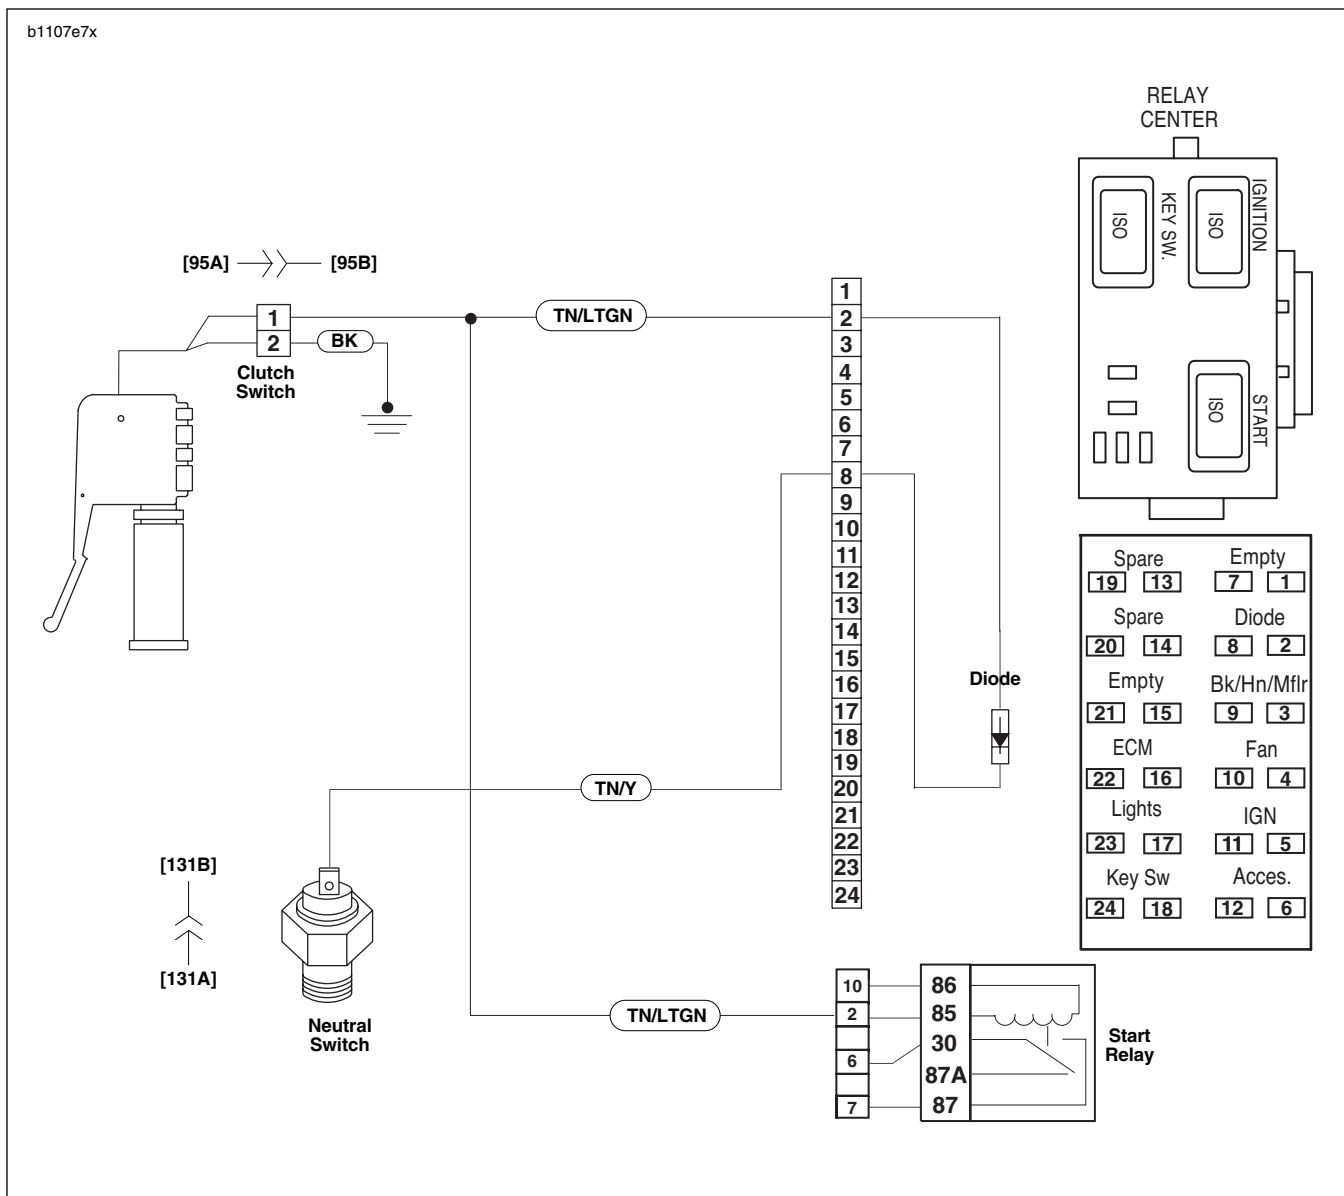 b1107e7x
RELAY
CENTER
IGNITION
KEY SW.
ISO
ISO
START
ISO
[95A] [95B]
1
2
TN/LTGN
BK
Clutch
Switch
1
2
3
4
5
6
7
8
9
10
11
12
13
14
15
16
17
18
19
20
21
22
23
24
Diode
Spare Empty
19 13 7 1
Spare Diode
20 14 8 2
Empty Bk/Hn/Mflr
21 15 9 3
ECM Fan
22 16 10 4
Lights IGN
23 17 11 5
Key Sw Acces.
24 18 12 6
TN/Y
[131B]
[131A]
Neutral
Switch
TN/LTGN
10 86
2 85
30
6
87A
7 87
Start
Relay